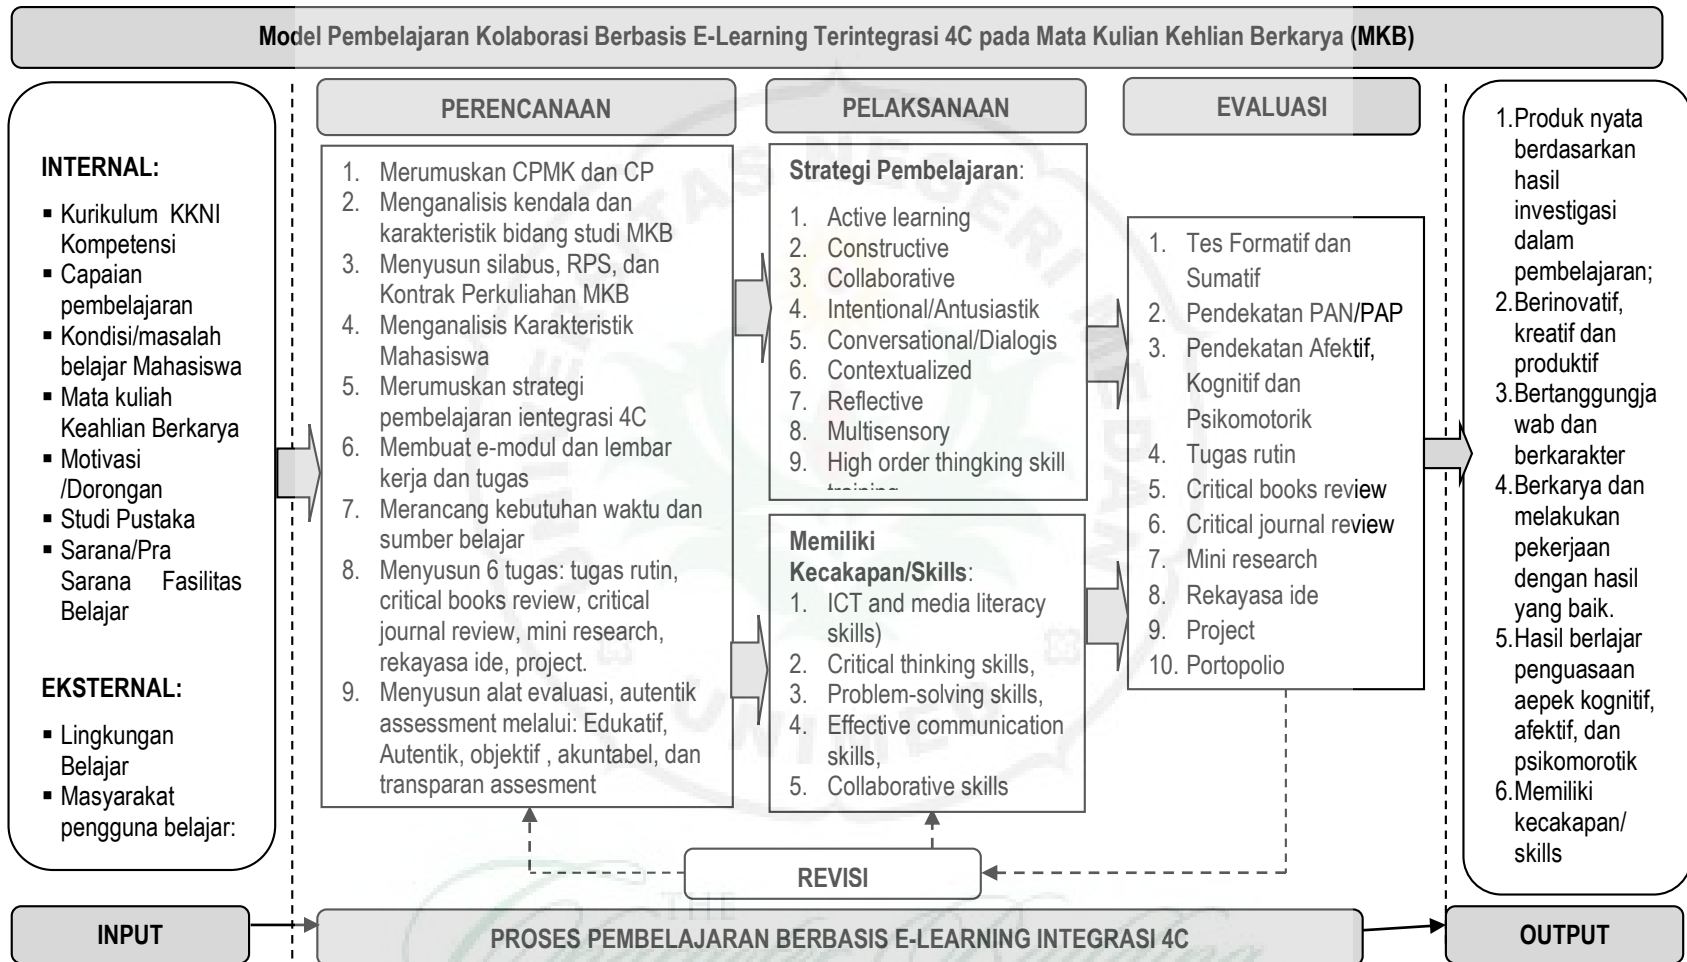 Model Pembelajaran Kolaborasi Berbasis E-Learning Terintegrasi 4C pada Mata Kulian Kehlian Berkarya (MKB)
INTERNAL:
▪ Kurikulum KKNI
Kompetensi
▪ Capaian
pembelajaran
▪ Kondisi/masalah
belajar Mahasiswa
▪ Mata kuliah
Keahlian Berkarya
▪ Motivasi
/Dorongan
▪ Studi Pustaka
▪ Sarana/Pra
Sarana Fasilitas
Belajar
EKSTERNAL:
▪ Lingkungan
Belajar
▪ Masyarakat
pengguna belajar:
PERENCANAAN
1. Merumuskan CPMK dan CP
2. Menganalisis kendala dan
karakteristik bidang studi MKB
3. Menyusun silabus, RPS, dan
Kontrak Perkuliahan MKB
4. Menganalisis Karakteristik
Mahasiswa
5. Merumuskan strategi
pembelajaran ientegrasi 4C
6. Membuat e-modul dan lembar
kerja dan tugas
7. Merancang kebutuhan waktu dan
sumber belajar
8. Menyusun 6 tugas: tugas rutin,
critical books review, critical
journal review, mini research,
rekayasa ide, project.
9. Menyusun alat evaluasi, autentik
assessment melalui: Edukatif,
Autentik, objektif , akuntabel, dan
transparan assesment
PELAKSANAAN
Strategi Pembelajaran:
1. Active learning
2. Constructive
3. Collaborative
4. Intentional/Antusiastik
5. Conversational/Dialogis
6. Contextualized
7. Reflective
8. Multisensory
9. High order thingking skill
training
Memiliki
Kecakapan/Skills:
1. ICT and media literacy
skills)
2. Critical thinking skills,
3. Problem-solving skills,
4. Effective communication
skills,
5. Collaborative skills
EVALUASI
1. Tes Formatif dan
Sumatif
2. Pendekatan PAN/PAP
3. Pendekatan Afektif,
Kognitif dan
Psikomotorik
4. Tugas rutin
5. Critical books review
6. Critical journal review
7. Mini research
8. Rekayasa ide
9. Project
10. Portopolio
1.Produk nyata
berdasarkan
hasil
investigasi
dalam
pembelajaran;
2.Berinovatif,
kreatif dan
produktif
3.Bertanggungja
wab dan
berkarakter
4.Berkarya dan
melakukan
pekerjaan
dengan hasil
yang baik.
5.Hasil berlajar
penguasaan
aepek kognitif,
afektif, dan
psikomorotik
6.Memiliki
kecakapan/
skills
REVISI
INPUT
PROSES PEMBELAJARAN BERBASIS E-LEARNING INTEGRASI 4C
OUTPUT
UNIVERSITAS NEGERI MEDAN
UNIMED
THE
Character Building